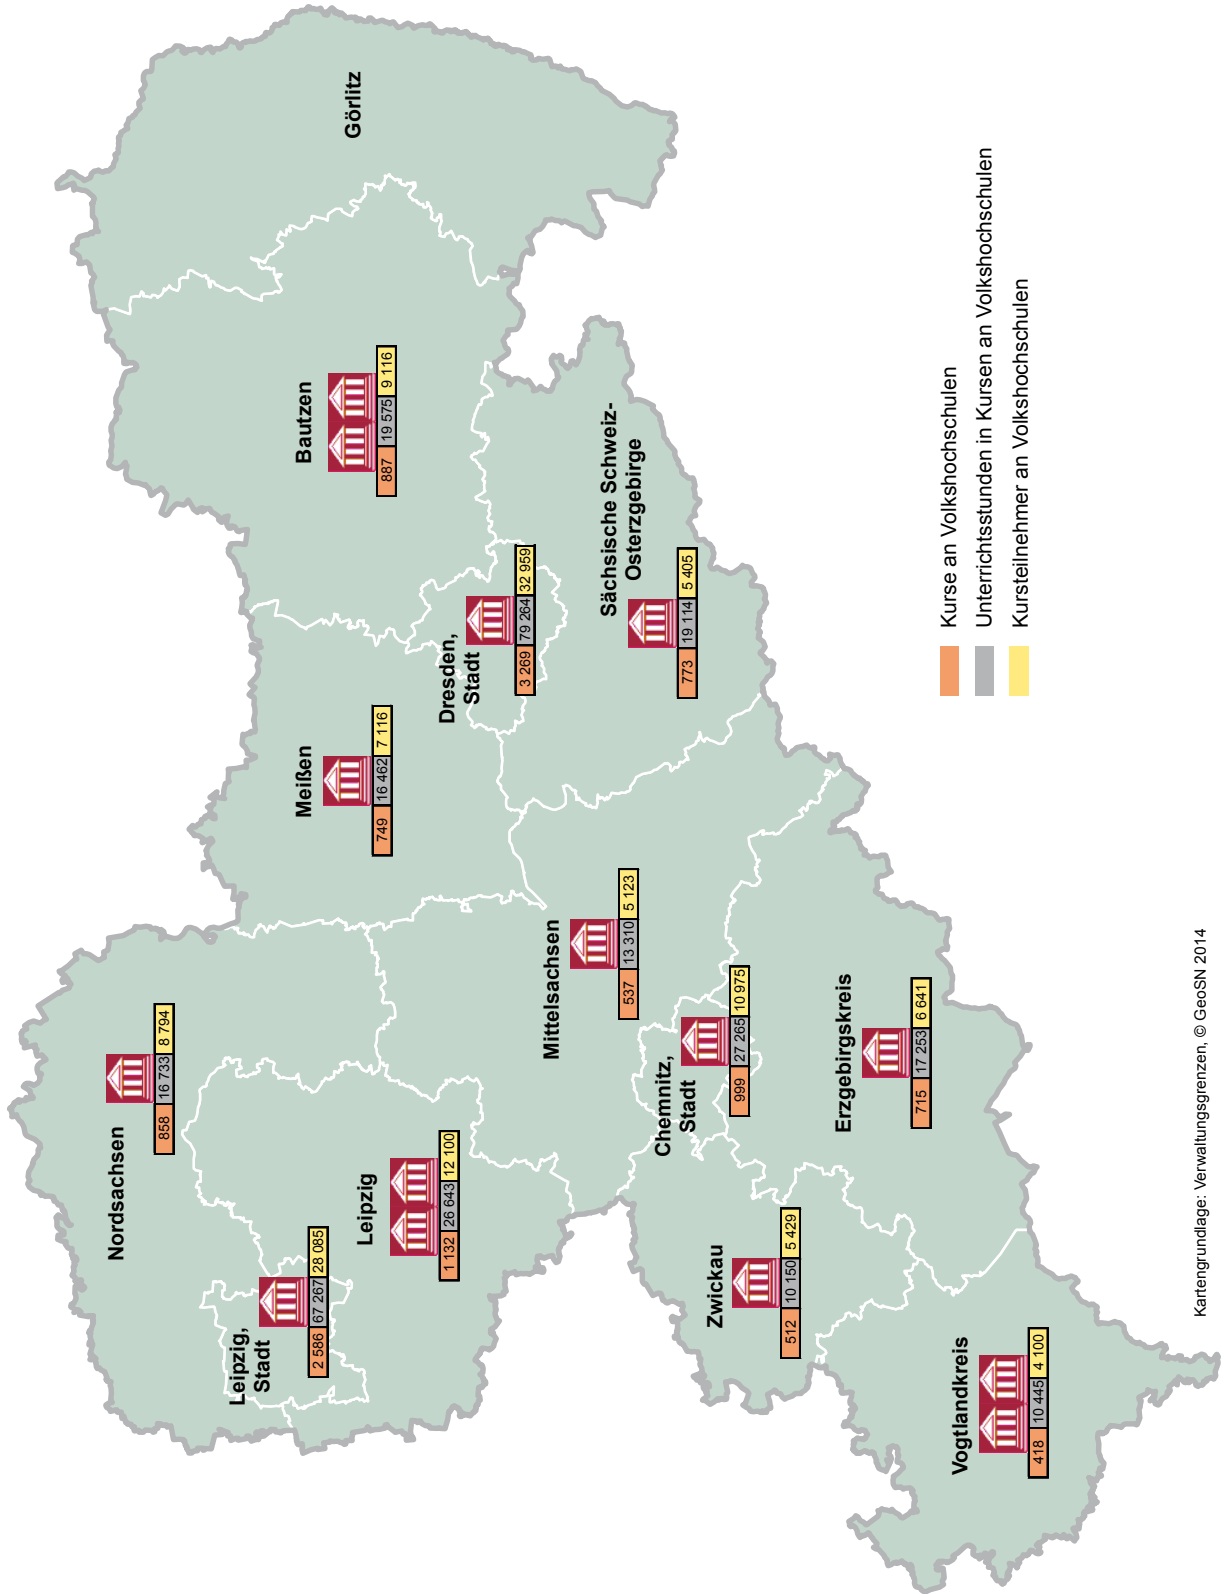 Görlitz
Bautzen
887 19 575 9 116
Sächsische Schweiz-
Osterzgebirge
773 19 114 5 405
Dresden,
Stadt
3 269 79 264 32 959
Meißen
749 16 462 7 116
Nordsachsen
858 16 733 8 794
Leipzig,
Stadt
2 586 67 267 28 085
Leipzig
1 132 26 643 12 100
Mittelsachsen
537 13 310 5 123
Chemnitz,
Stadt
999 27 265 10 975
Erzgebirgskreis
715 17 253 6 641
Zwickau
512 10 150 5 429
Vogtlandkreis
418 10 445 4 100
Kurse an Volkshochschulen
Unterrichtsstunden in Kursen an Volkshochschulen
Kursteilnehmer an Volkshochschulen
Kartengrundlage: Verwaltungsgrenzen, © GeoSN 2014